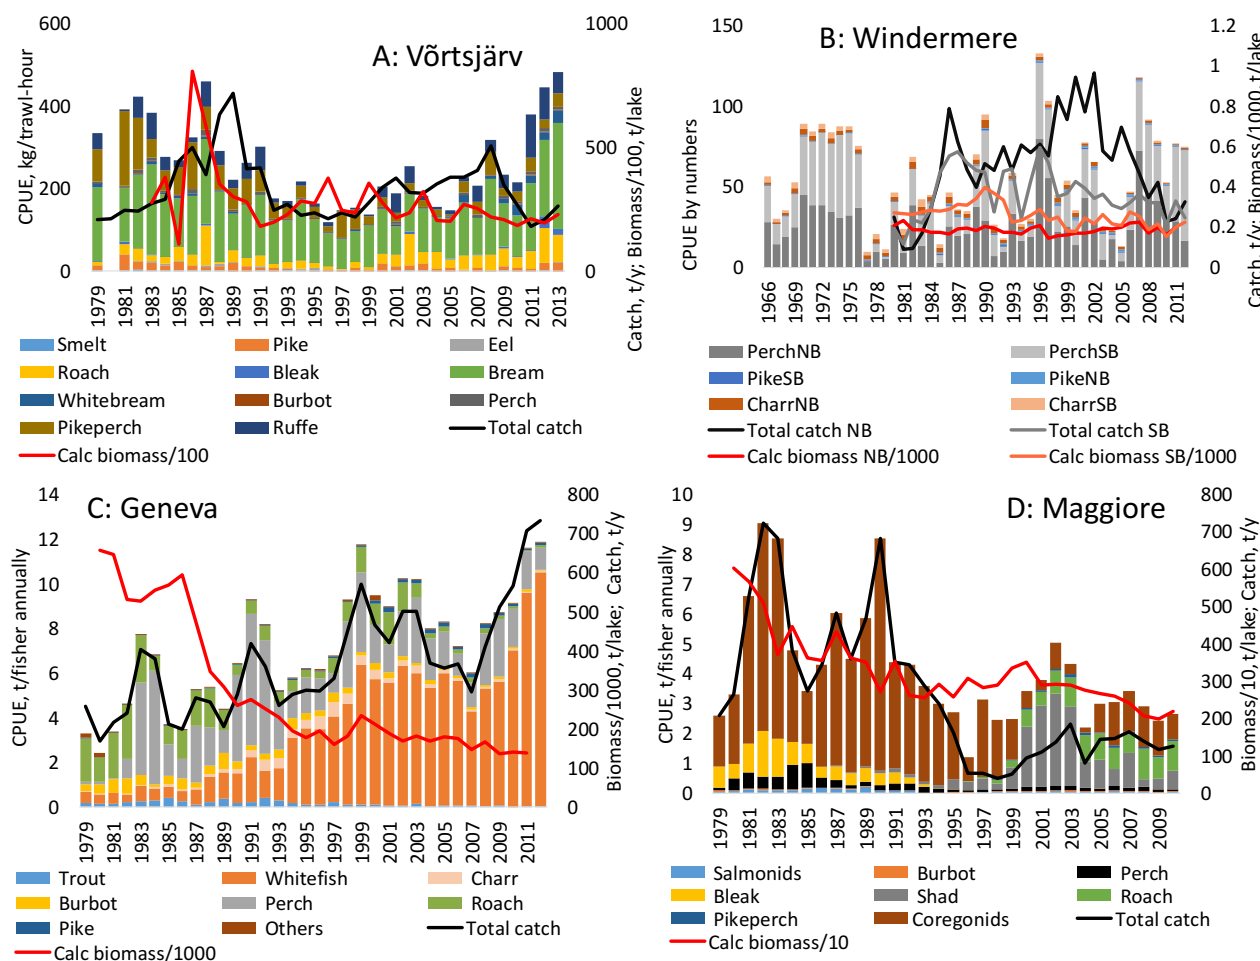 A: Võrtsjärv
600
400
200
0
CPUE, kg/trawl-hour
1000
500
0
Catch, t/y; Biomass/100, t/lake
1979 1981 1983 1985 1987 1989 1991 1993 1995 1997 1999 2001 2003 2005 2007 2009 2011 2013
Smelt Pike Eel
Roach Bleak Bream
Whitebream Burbot Perch
Pikeperch Ruffe Total catch
Calc biomass/100
B: Windermere
150
100
50
0
CPUE by numbers
1.2
1
0.8
0.6
0.4
0.2
0
Catch, t/y; Biomass/1000, t/lake
1966 1969 1972 1975 1978 1981 1984 1987 1990 1993 1996 1999 2002 2005 2008 2011
PerchNB PerchSB
PikeSB PikeNB
CharrNB CharrSB
Total catch NB Total catch SB
Calc biomass NB/1000 Calc biomass SB/1000
C: Geneva
14
12
10
8
6
4
2
0
CPUE, t/fisher annually
800
700
600
500
400
300
200
100
0
Biomass/1000, t/lake; Catch, t/y
1979 1981 1983 1985 1987 1989 1991 1993 1995 1997 1999 2001 2003 2005 2007 2009 2011
Trout Whitefish Charr
Burbot Perch Roach
Pike Others Total catch
Calc biomass/1000
D: Maggiore
10
9
8
7
6
5
4
3
2
1
0
CPUE, t/fisher annually
800
700
600
500
400
300
200
100
0
Biomass/10, t/lake; Catch, t/y
1979 1981 1983 1985 1987 1989 1991 1993 1995 1997 1999 2001 2003 2005 2007 2009
Salmonids Burbot Perch
Bleak Shad Roach
Pikeperch Coregonids Total catch
Calc biomass/10